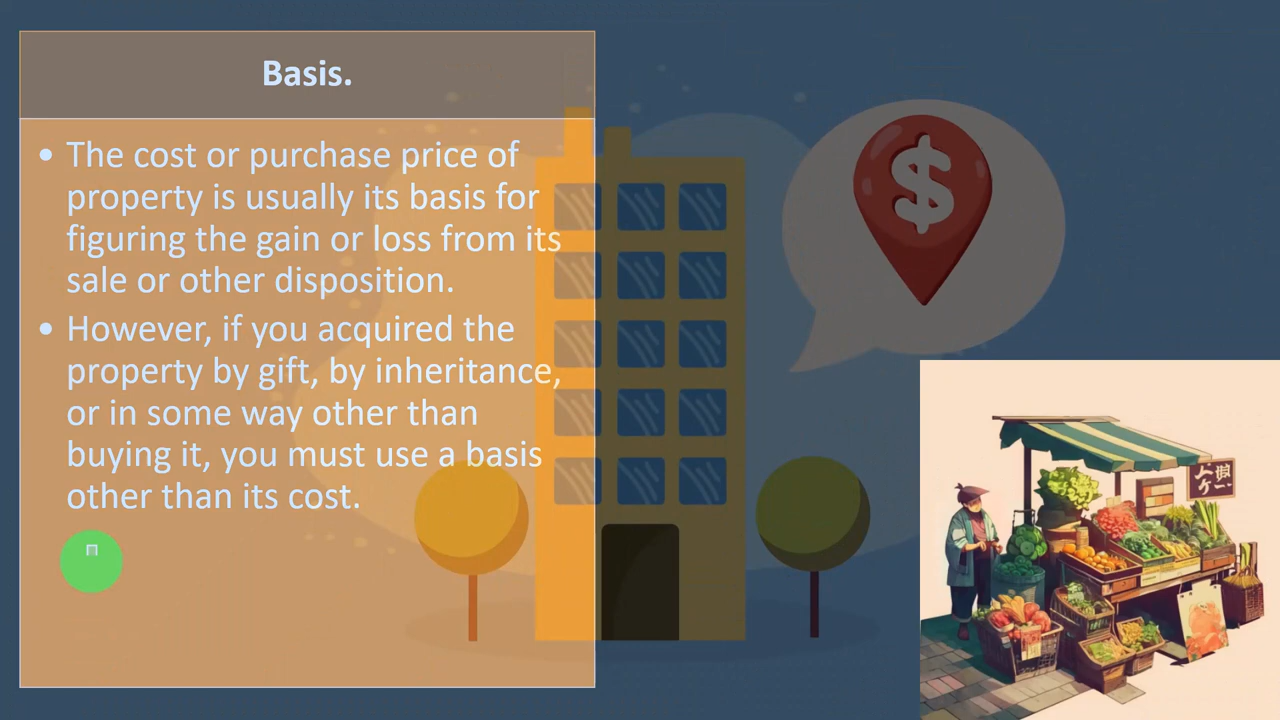 Basis.
• The cost or purchase price of
property is usually its basis for
figuring the gain or loss from its
sale or other disposition.
• However, if you acquired the
property by gift, by inheritance,
or in some way other than
buying it, you must use a basis
other than its cost.
$